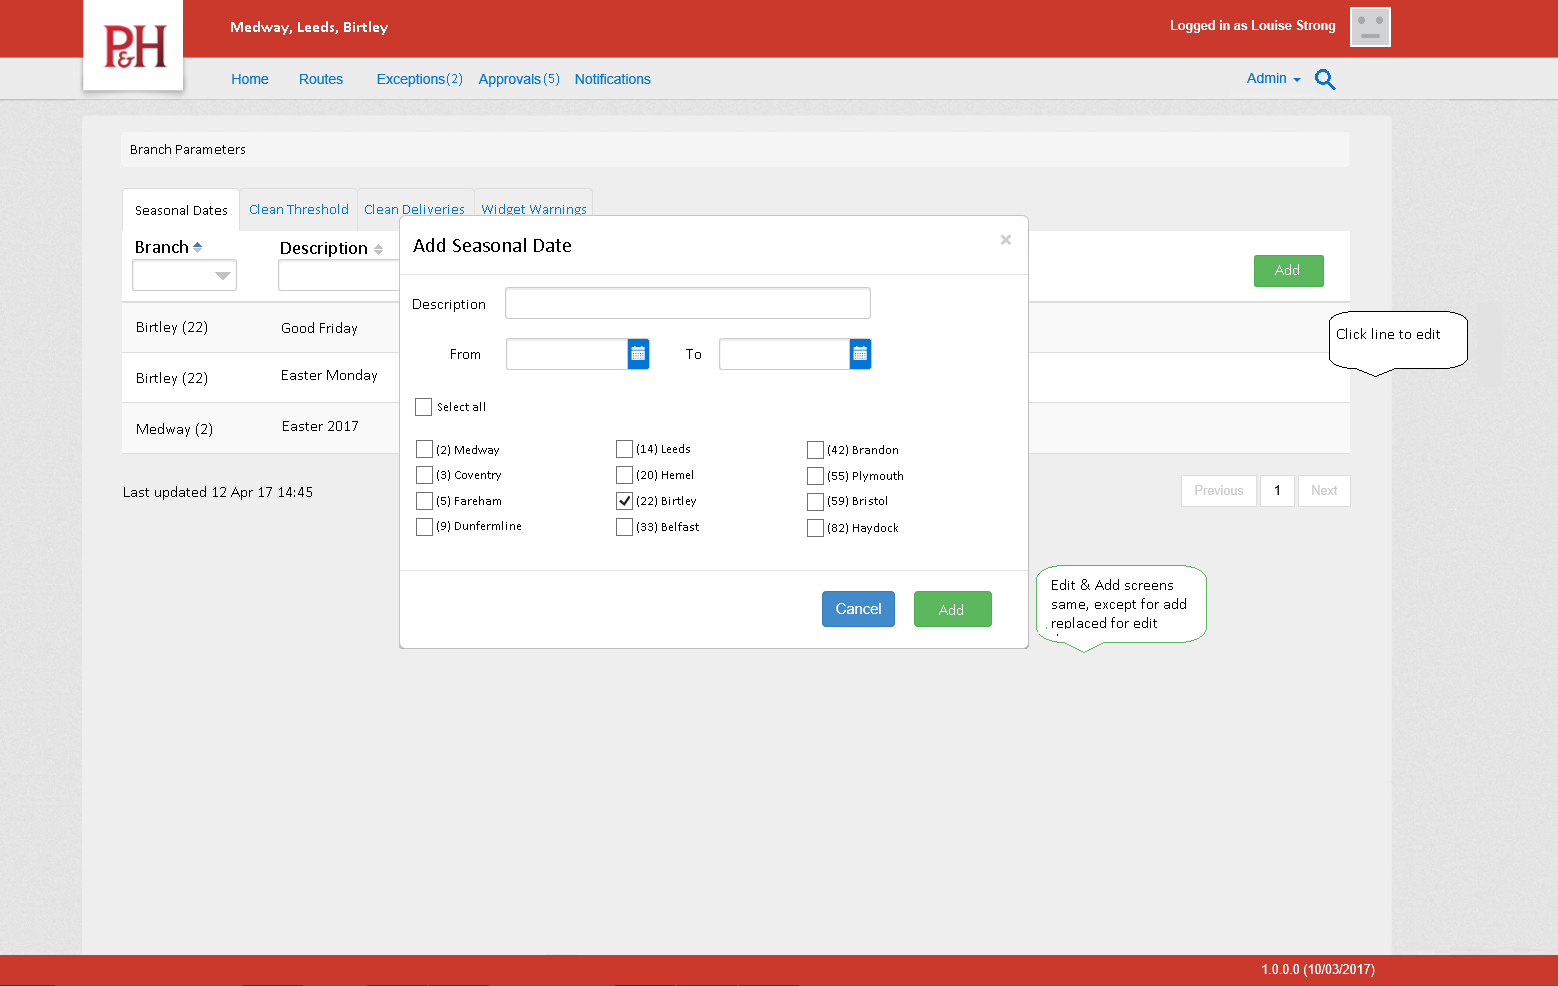 P&H
Medway, Leeds, Birtley
Logged in as Louise Strong
Home Routes Exceptions(2) Approvals(5) Notifications
Admin
Branch Parameters
Seasonal Dates Clean Threshold Clean Deliveries Widget Warnings
Branch Description
Add
Birtley (22) Good Friday
Birtley (22) Easter Monday
Medway (2) Easter 2017
Last updated 12 Apr 17 14:45
Previous 1 Next
Add Seasonal Date
×
Description
From To
Select all
(2) Medway (14) Leeds (42) Brandon
(3) Coventry (20) Hemel (55) Plymouth
(5) Fareham (22) Birtley (59) Bristol
(9) Dunfermline (33) Belfast (82) Haydock
Cancel Add
Click line to edit
Edit & Add screens
same, except for add
replaced for edit
1.0.0.0 (10/03/2017)